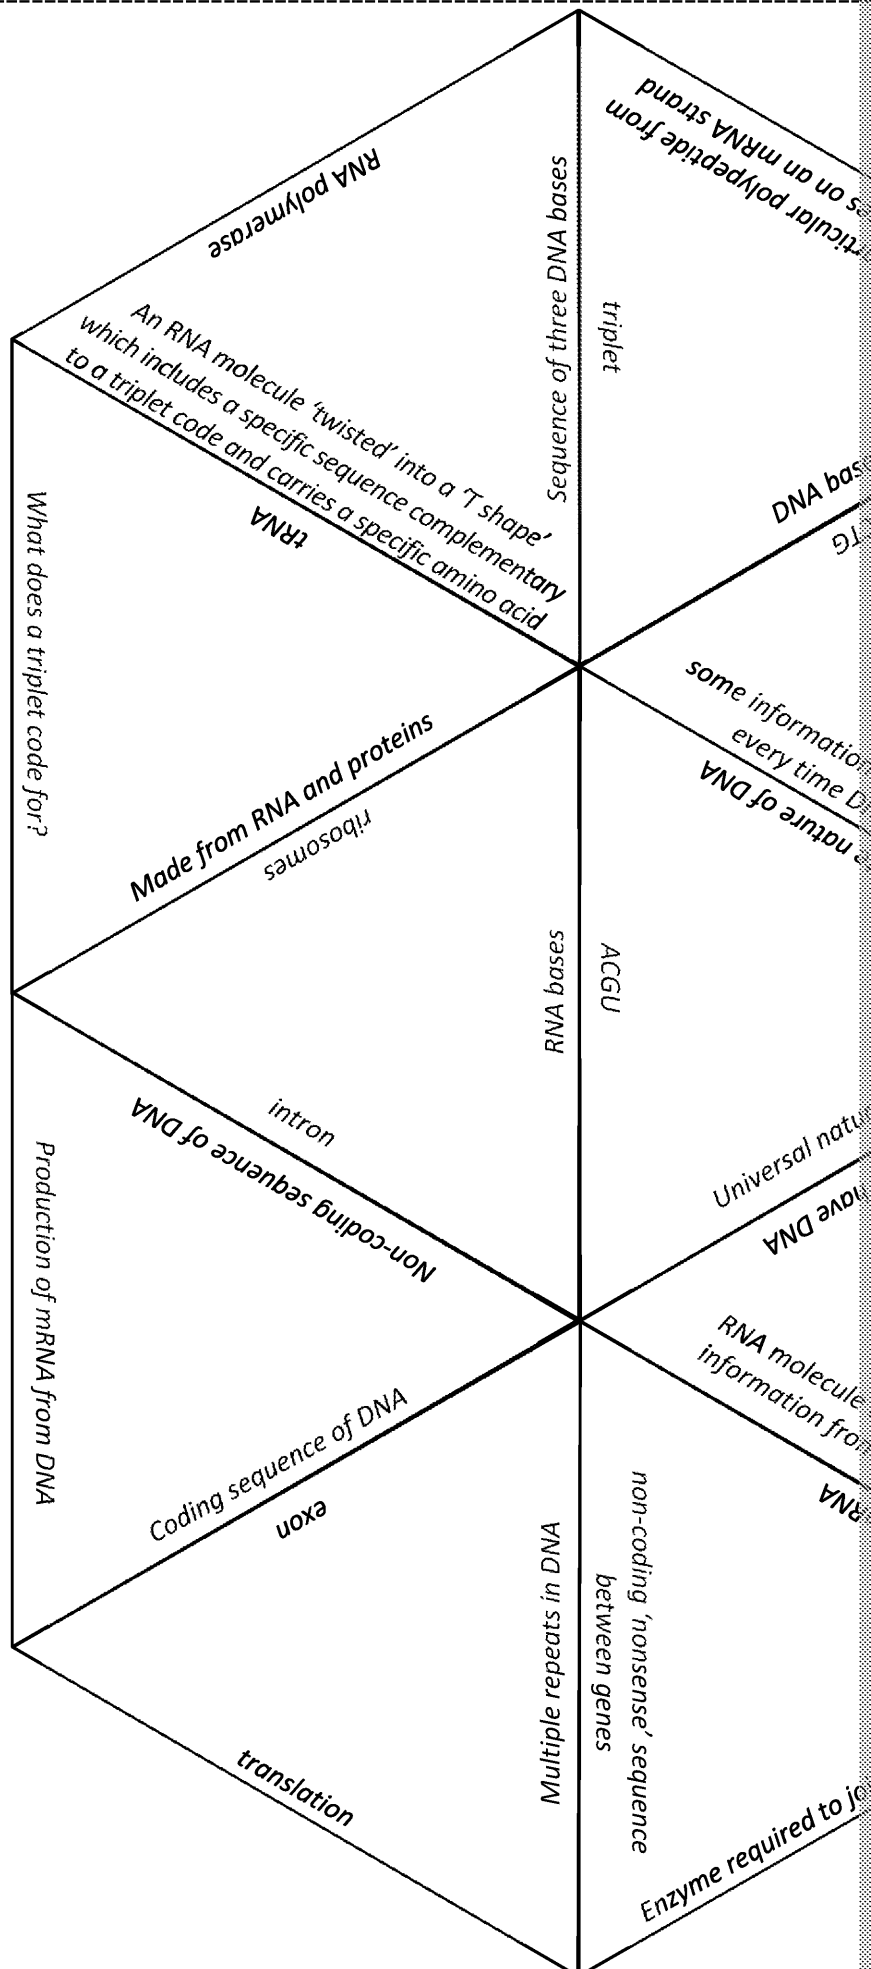 RNA polymerase
An RNA molecule ‘twisted’ into a ‘T shape’
which includes a specific sequence complementary
to a triplet code and carries a specific amino acid
Sequence of three DNA bases
triplet
rticular polypeptide from
on an mRNA strand
DNA bas
TG
tRNA
What does a triplet code for?
Made from RNA and proteins
some informatio
every time D
nature of DNA
ribosomes
RNA bases
ACGU
intron
Universal natu
have DNA
Non-coding sequence of DNA
Production of mRNA from DNA
Coding sequence of DNA
RNA molecule
information fro
RNA
exon
Multiple repeats in DNA
non-coding ‘nonsense’ sequence
between genes
translation
Enzyme required to jo